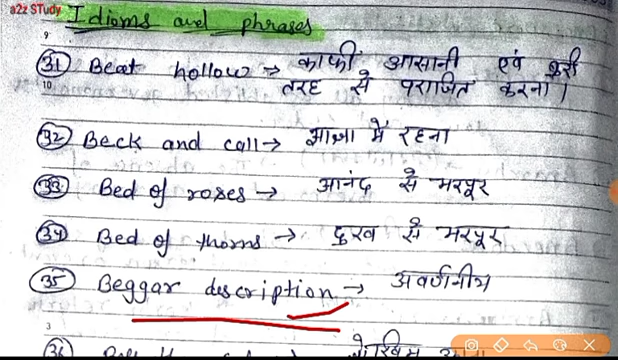 a2z STudy Idioms and phrases
9
31 Beat hollow → काफी आसानी एवं बुरी
10 तरह से पराजित करना।
32 Beck and call → आज्ञा में रहना
33 Bed of roses → आनंद से भरपूर
34 Bed of thorns → दुख से भरपूर
35 Beggar description → अवर्णनीय
3
36